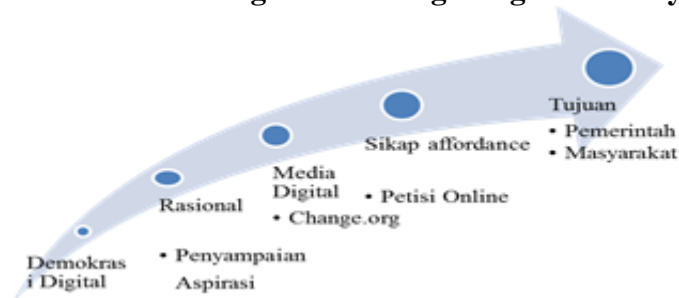 Demokras
i Digital
Rasional
• Penyampaian
Aspirasi
Media
Digital
• Change.org
Sikap affordance
• Petisi Online
Tujuan
• Pemerintah
• Masyarakat